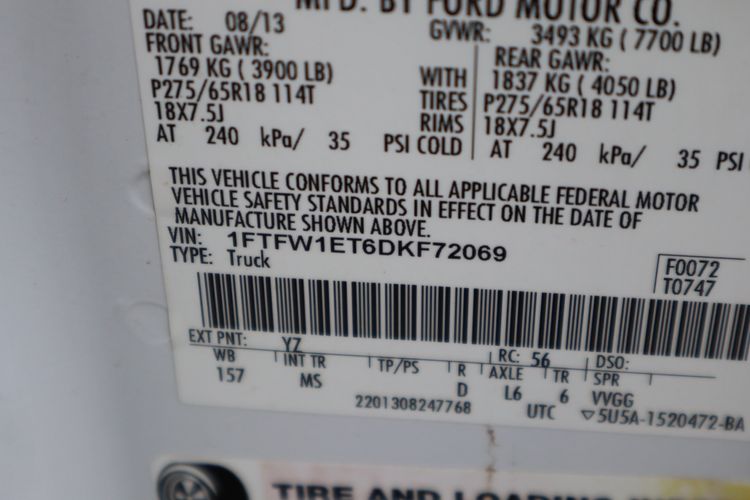 MFD. BY FORD MOTOR CO.
DATE: 08/13 GVWR: 3493 KG ( 7700 LB)
FRONT GAWR: REAR GAWR:
1769 KG ( 3900 LB) WITH 1837 KG ( 4050 LB)
P275/65R18 114T TIRES P275/65R18 114T
18X7.5J RIMS 18X7.5J
AT 240 kPa/ 35 PSI COLD AT 240 kPa/ 35 PSI
THIS VEHICLE CONFORMS TO ALL APPLICABLE FEDERAL MOTOR
VEHICLE SAFETY STANDARDS IN EFFECT ON THE DATE OF
MANUFACTURE SHOWN ABOVE.
VIN: 1FTFW1ET6DKF72069
TYPE: Truck
F0072
T0747
EXT PNT: YZ RC: 56 DSO:
WB INT TR TP/PS R AXLE TR SPR
157 MS D L6 6 VVGG
2201308247768 UTC ▽5U5A-1520472-BA
TIRE AND LOADING